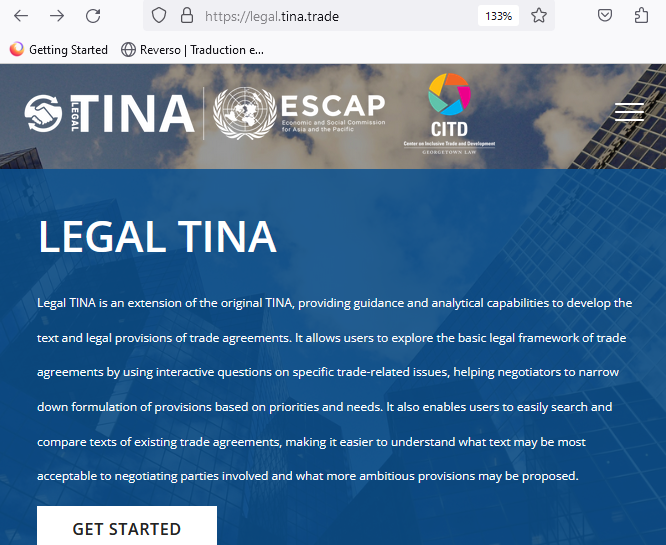 https://legal.tina.trade
133%
Getting Started
Reverso | Traduction e...
LEGAL
TINA
ESCAP
Economic and Social Commission
for Asia and the Pacific
CITD
Center on Inclusive Trade and Development
GEORGETOWN LAW
LEGAL TINA
Legal TINA is an extension of the original TINA, providing guidance and analytical capabilities to develop the
text and legal provisions of trade agreements. It allows users to explore the basic legal framework of trade
agreements by using interactive questions on specific trade-related issues, helping negotiators to narrow
down formulation of provisions based on priorities and needs. It also enables users to easily search and
compare texts of existing trade agreements, making it easier to understand what text may be most
acceptable to negotiating parties involved and what more ambitious provisions may be proposed.
GET STARTED